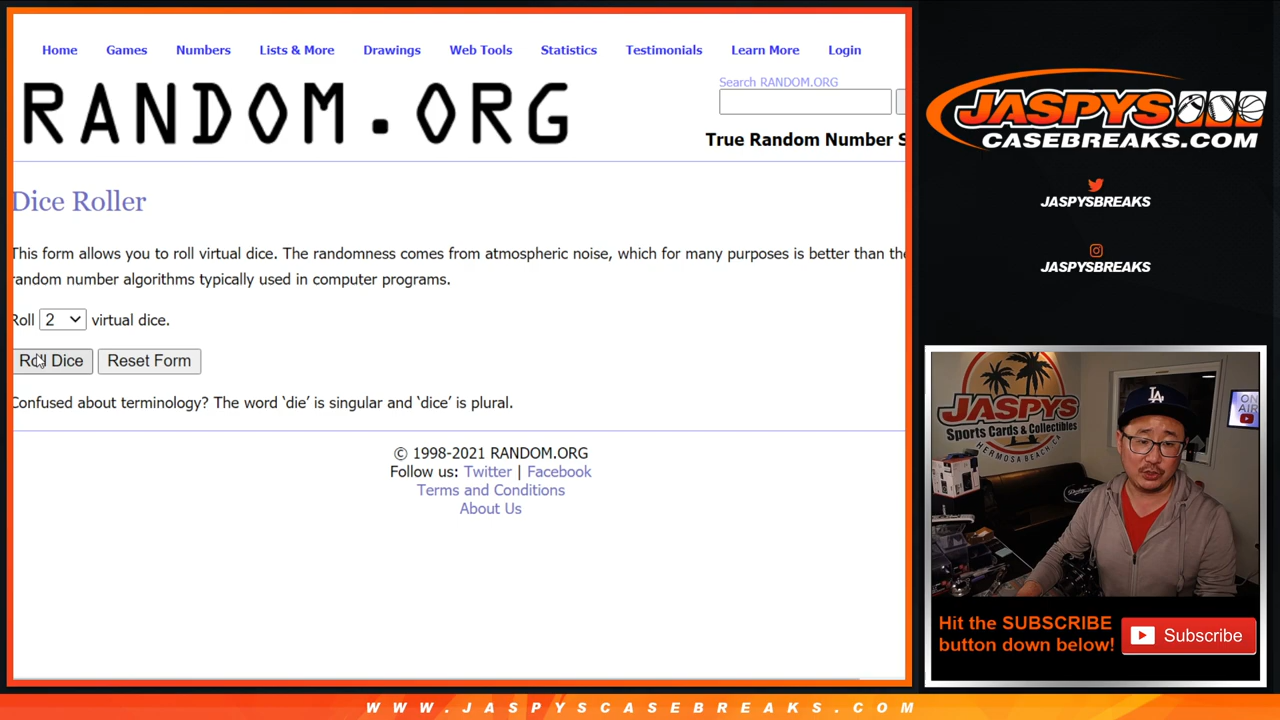 Home Games Numbers Lists & More Drawings Web Tools Statistics Testimonials Learn More Login
RANDOM.ORG
Search RANDOM.ORG
True Random Number S
Dice Roller
This form allows you to roll virtual dice. The randomness comes from atmospheric noise, which for many purposes is better than the
random number algorithms typically used in computer programs.
Roll 2 virtual dice.
Roll Dice Reset Form
Confused about terminology? The word ‘die’ is singular and ‘dice’ is plural.
© 1998-2021 RANDOM.ORG
Follow us: Twitter | Facebook
Terms and Conditions
About Us
JASPYS
CASEBREAKS.COM
JASPYSBREAKS
JASPYSBREAKS
JASPYS
Sports Cards & Collectibles
HERMOSA BEACH, CA
LA
ON
AIR
Hit the SUBSCRIBE
button down below!
Subscribe
WWW.JASPYSCASEBREAKS.COM